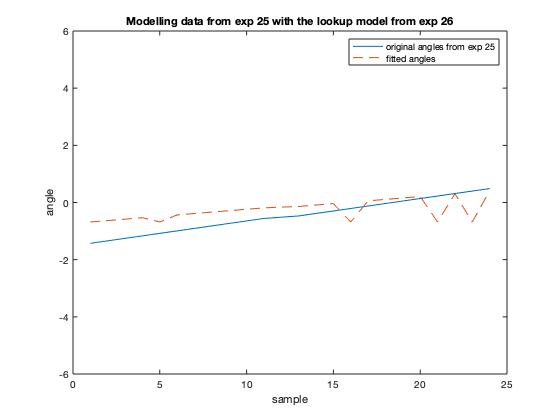 Modelling data from exp 25 with the lookup model from exp 26
original angles from exp 25
fitted angles
6
4
2
0
-2
-4
-6
angle
0
5
10
15
20
25
sample